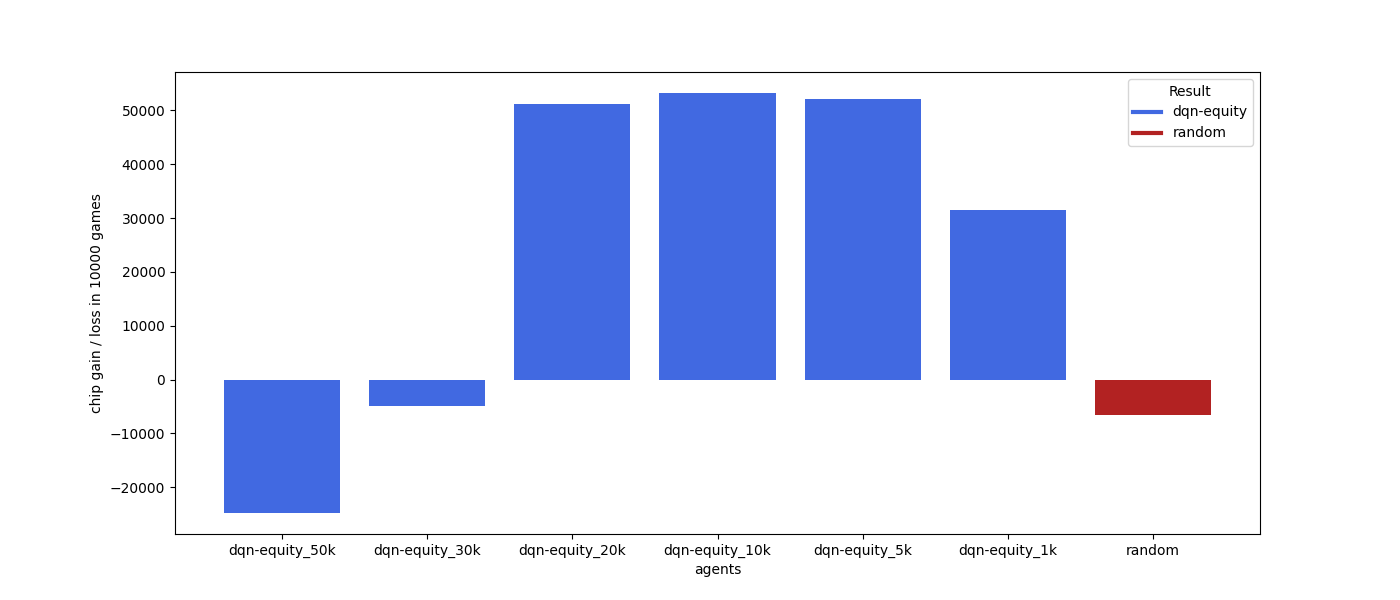 Result
dqn-equity
random
50000
40000
30000
20000
10000
0
−10000
−20000
chip gain / loss in 10000 games
dqn-equity_50k dqn-equity_30k dqn-equity_20k dqn-equity_10k dqn-equity_5k dqn-equity_1k random
agents